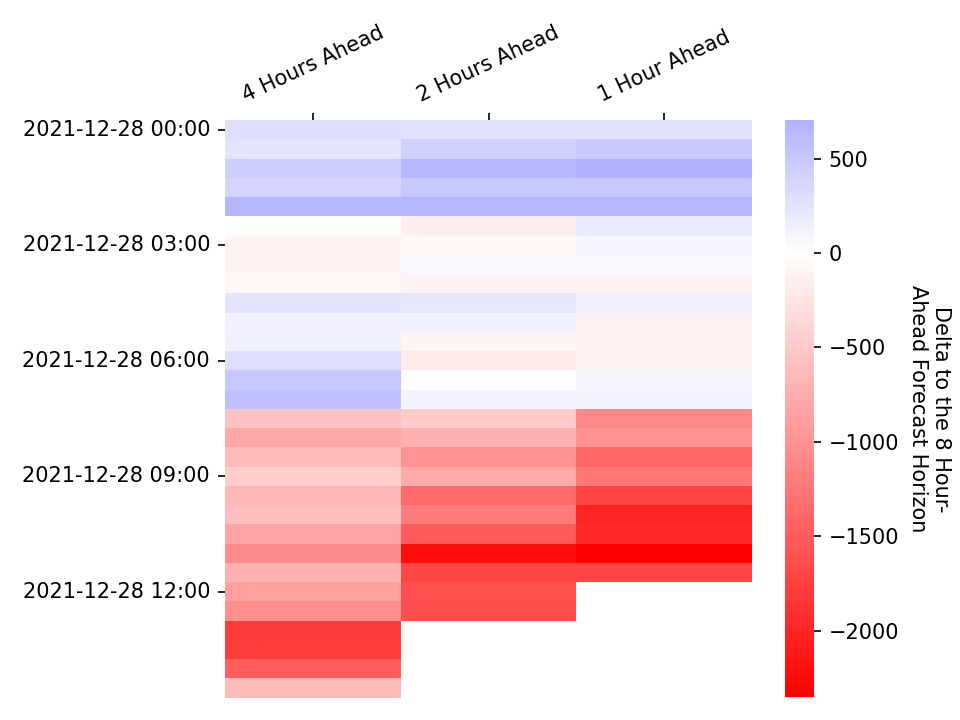 4 Hours Ahead
2 Hours Ahead
1 Hour Ahead
2021-12-28 00:00
2021-12-28 03:00
2021-12-28 06:00
2021-12-28 09:00
2021-12-28 12:00
500
0
−500
−1000
−1500
−2000
Delta to the 8 Hour-
Ahead Forecast Horizon